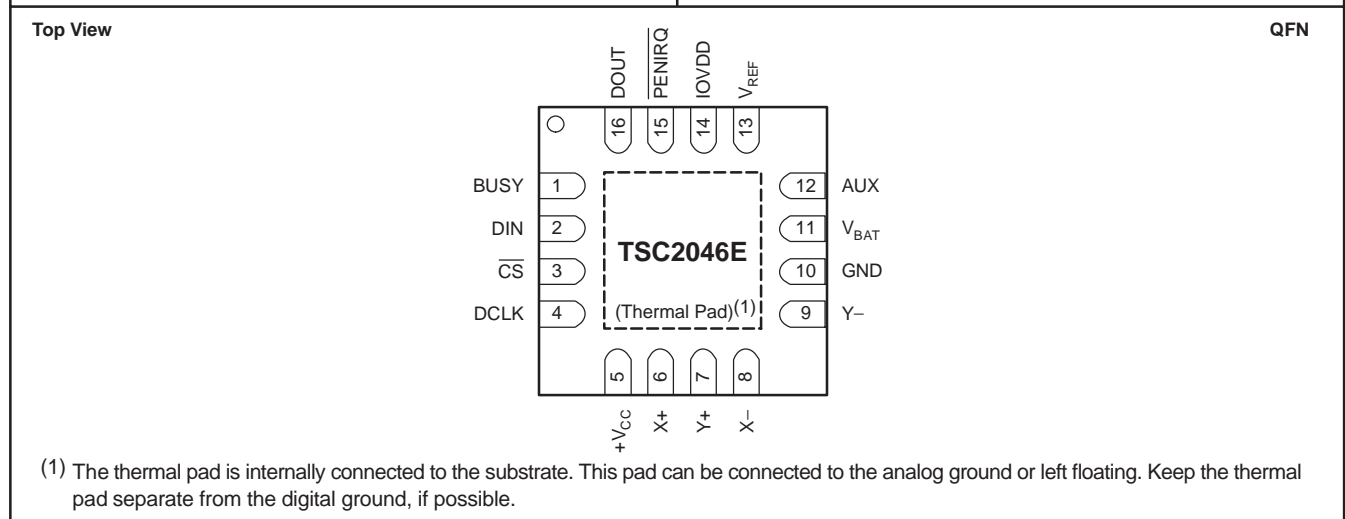 Top View
QFN
DOUT
PENIRQ
IOVDD
VREF
16
15
14
13
BUSY 1
12 AUX
DIN 2
11 VBAT
CS 3
10 GND
DCLK 4
9 Y–
TSC2046E
(Thermal Pad)(1)
5
6
7
8
+VCC
X+
Y+
X–
(1) The thermal pad is internally connected to the substrate. This pad can be connected to the analog ground or left floating. Keep the thermal
pad separate from the digital ground, if possible.